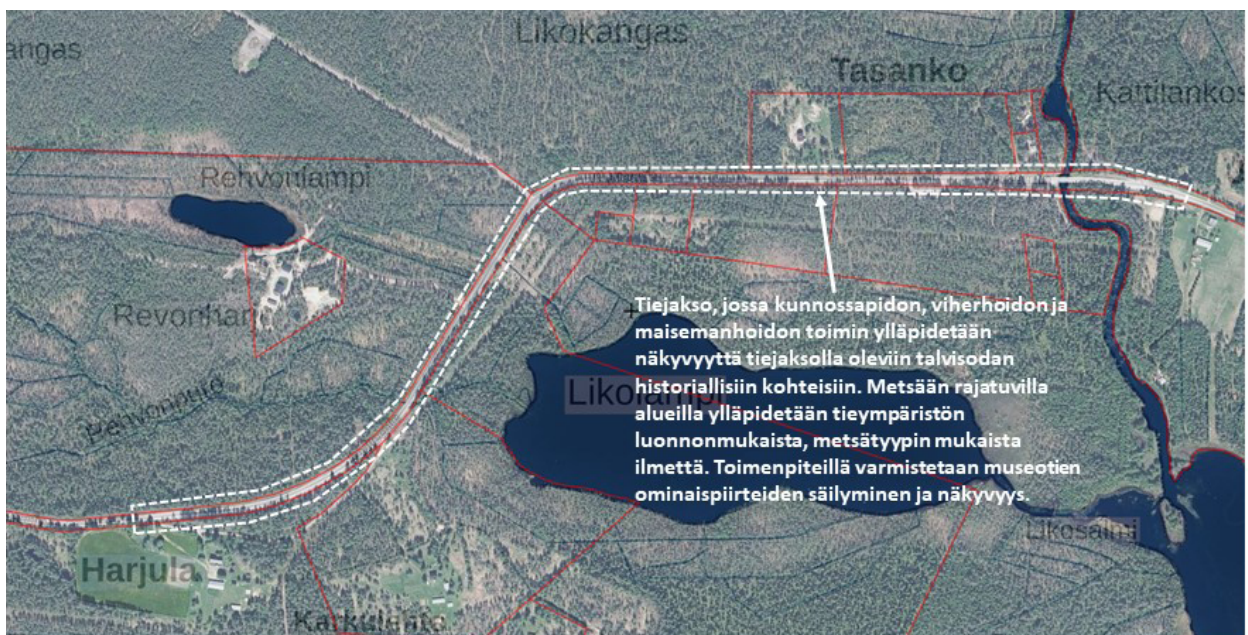 Likokangas
angas
Tasanko
Kattilankos
Rehvonlampi
Revonharj
Rehvonpuro
Tiejakso, jossa kunnossapidon, viherhoidon ja
maisemanhoidon toimin ylläpidetään
näkyvyyttä tiejaksolla oleviin talvisodan
historiallisiin kohteisiin. Metsään rajatuvilla
alueilla ylläpidetään tieympäristön
luonnonmukaista, metsätyypin mukaista
ilmettä. Toimenpiteillä varmistetaan museotien
ominaispiirteiden säilyminen ja näkyvyys.
Likolampi
Likosalmi
Harjula
Karkulehto